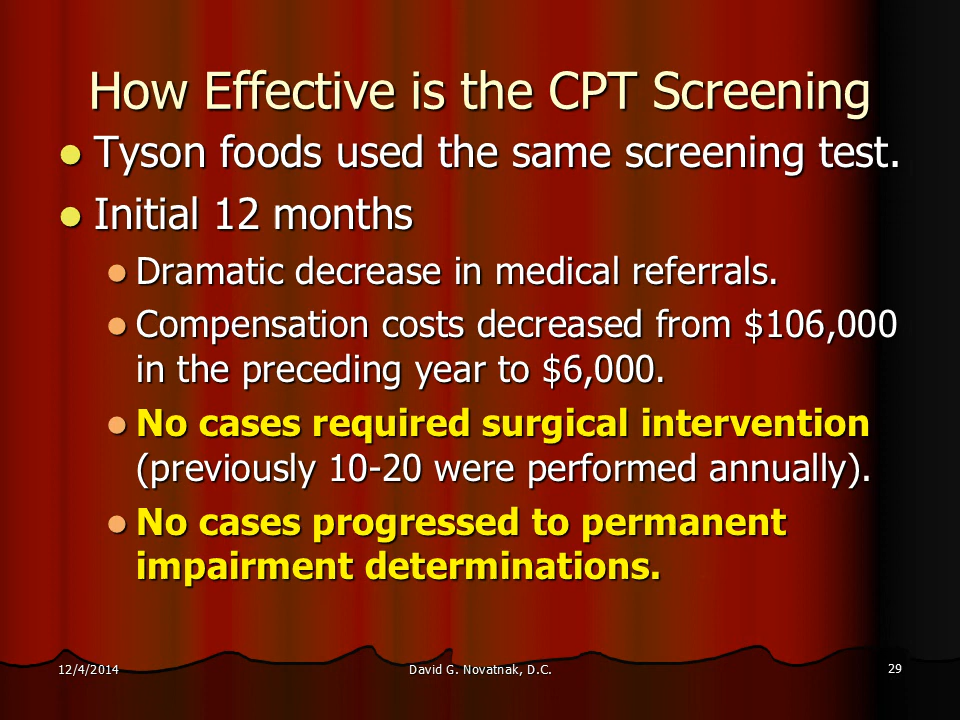 How Effective is the CPT Screening
Tyson foods used the same screening test.
Initial 12 months
Dramatic decrease in medical referrals.
Compensation costs decreased from $106,000
in the preceding year to $6,000.
No cases required surgical intervention
(previously 10-20 were performed annually).
No cases progressed to permanent
impairment determinations.
12/4/2014
David G. Novatnak, D.C.
29